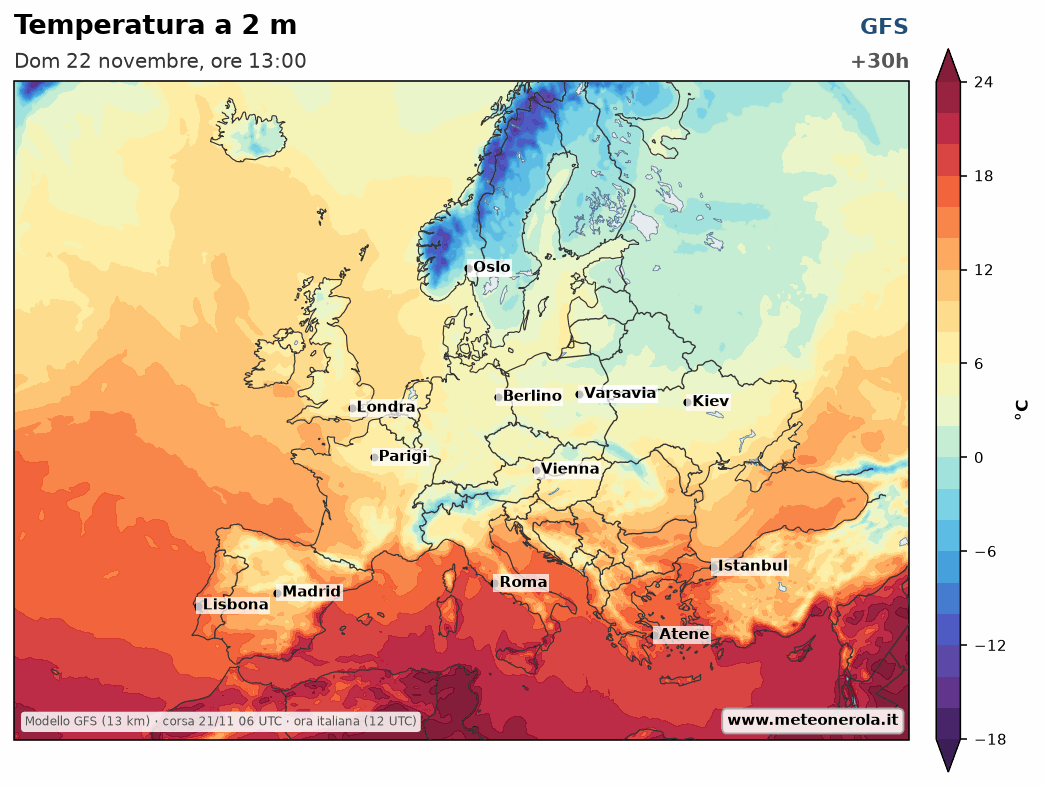 Temperatura a 2 m
GFS
Dom 22 novembre, ore 13:00
+30h
24
18
12
6
0
−6
−12
−18
°C
Oslo
Berlino
Varsavia
Kiev
Londra
Parigi
Vienna
Istanbul
Roma
Madrid
Lisbona
Atene
Modello GFS (13 km) · corsa 21/11 06 UTC · ora italiana (12 UTC)
www.meteonerola.it